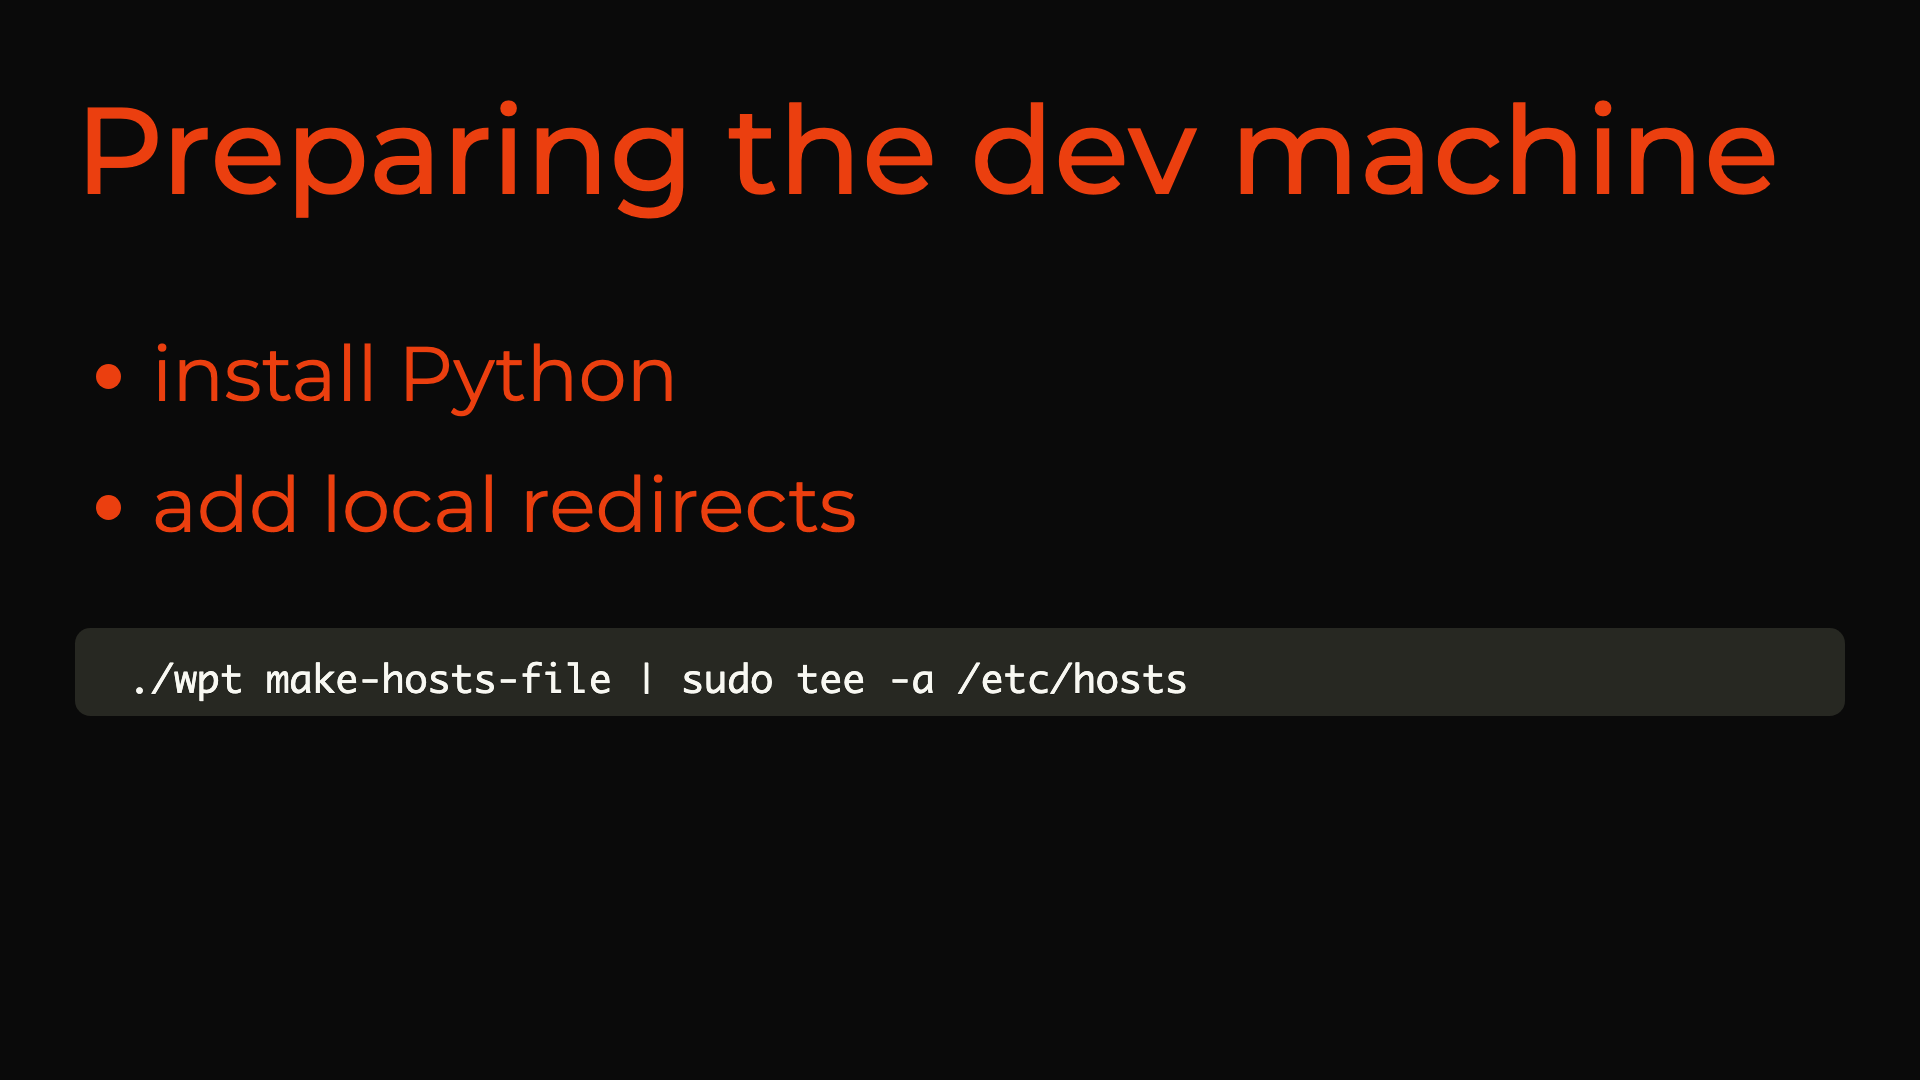 Preparing the dev machine
• install Python
• add local redirects
./wpt make-hosts-file | sudo tee -a /etc/hosts